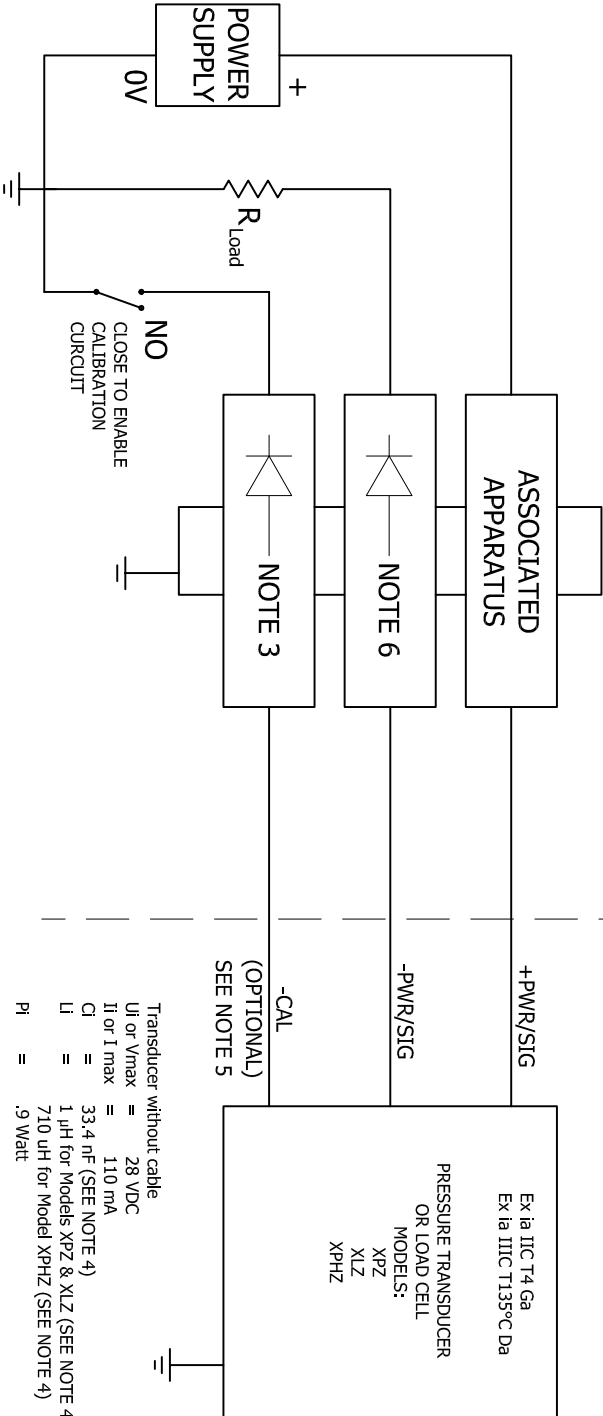 POWER
SUPPLY
+
0V
R Load
NO
CLOSE TO ENABLE
CALIBRATION
CURCUIT
ASSOCIATED
APPARATUS
NOTE 6
NOTE 3
+PWR/SIG
-PWR/SIG
-CAL
(OPTIONAL)
SEE NOTE 5
Ex ia IIC T4 Ga
Ex ia IIIC T135°C Da
PRESSURE TRANSDUCER
OR LOAD CELL
MODELS:
XPZ
XLZ
XPHZ
Transducer without cable
Ui or Vmax = 28 VDC
Ii or I max = 110 mA
Ci = 33.4 nF (SEE NOTE 4)
Li = 1 µH for Models XPZ & XLZ (SEE NOTE 4
710 uH for Model XPHZ (SEE NOTE 4)
Pi = .9 Watt